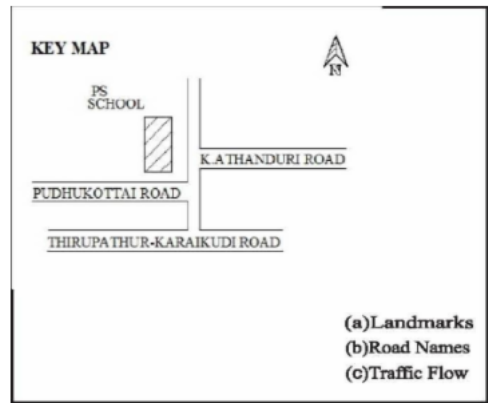 KEY MAP
N
PS
SCHOOL
K.ATHANDURI ROAD
PUDHUKOTTAI ROAD
THIRUPATHUR-KARAIKUDI ROAD
(a)Landmarks
(b)Road Names
(c)Traffic Flow